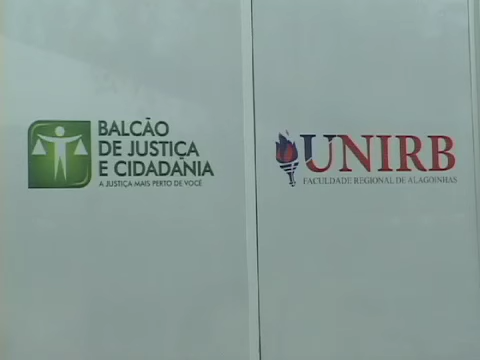 BALCÃO
DE JUSTIÇA
E CIDADANIA
A JUSTIÇA MAIS PERTO DE VOCÊ
UNIRB
FACULDADE REGIONAL DE ALAGOINHAS